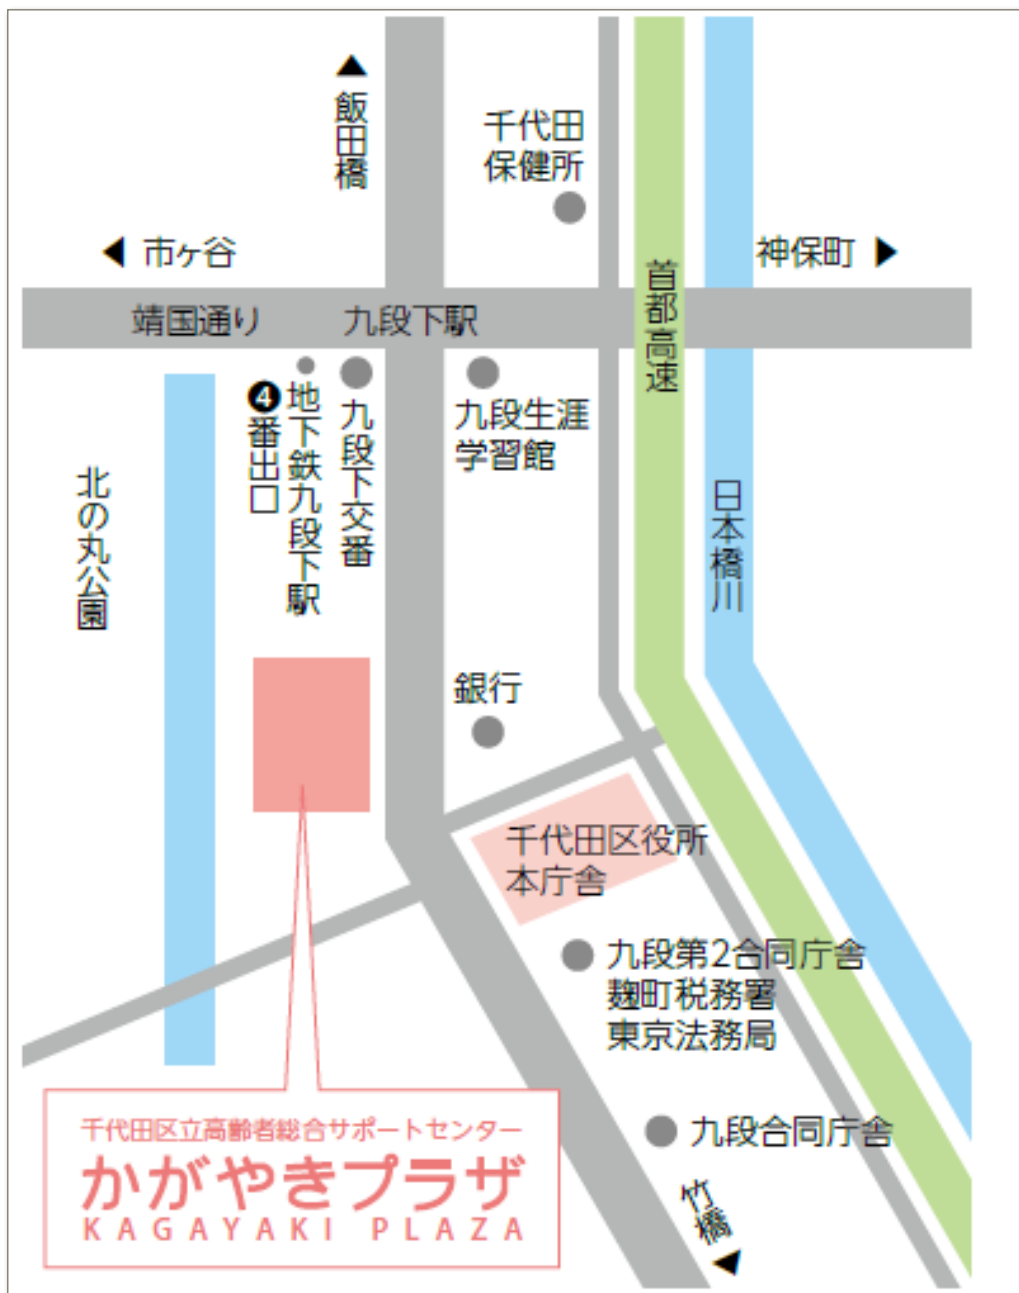 ▲飯田橋
千代田
保健所
◀ 市ヶ谷
神保町 ▶
首都高速
靖国通り
九段下駅
地下鉄九段下駅
❹番出口
九段下交番
九段生涯
学習館
北の丸公園
日本橋川
銀行
千代田区役所
本庁舎
九段第2合同庁舎
麹町税務署
東京法務局
九段合同庁舎
竹橋▼
千代田区立高齢者総合サポートセンター
かがやきプラザ
KAGAYAKI PLAZA